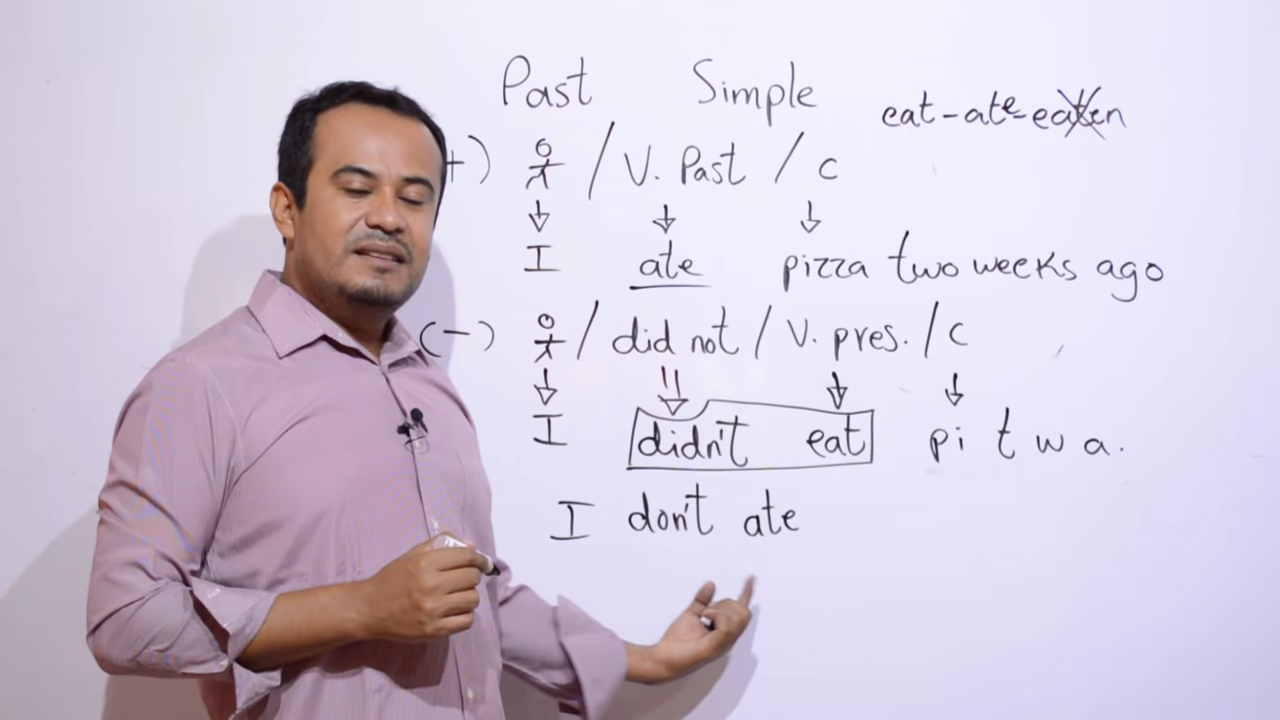 Past Simple
eat-ate-eaten
+) / V. Past / C
I ate pizza two weeks ago
(-) / did not / V. pres. / C
I didn't eat pi t w a.
I don't ate